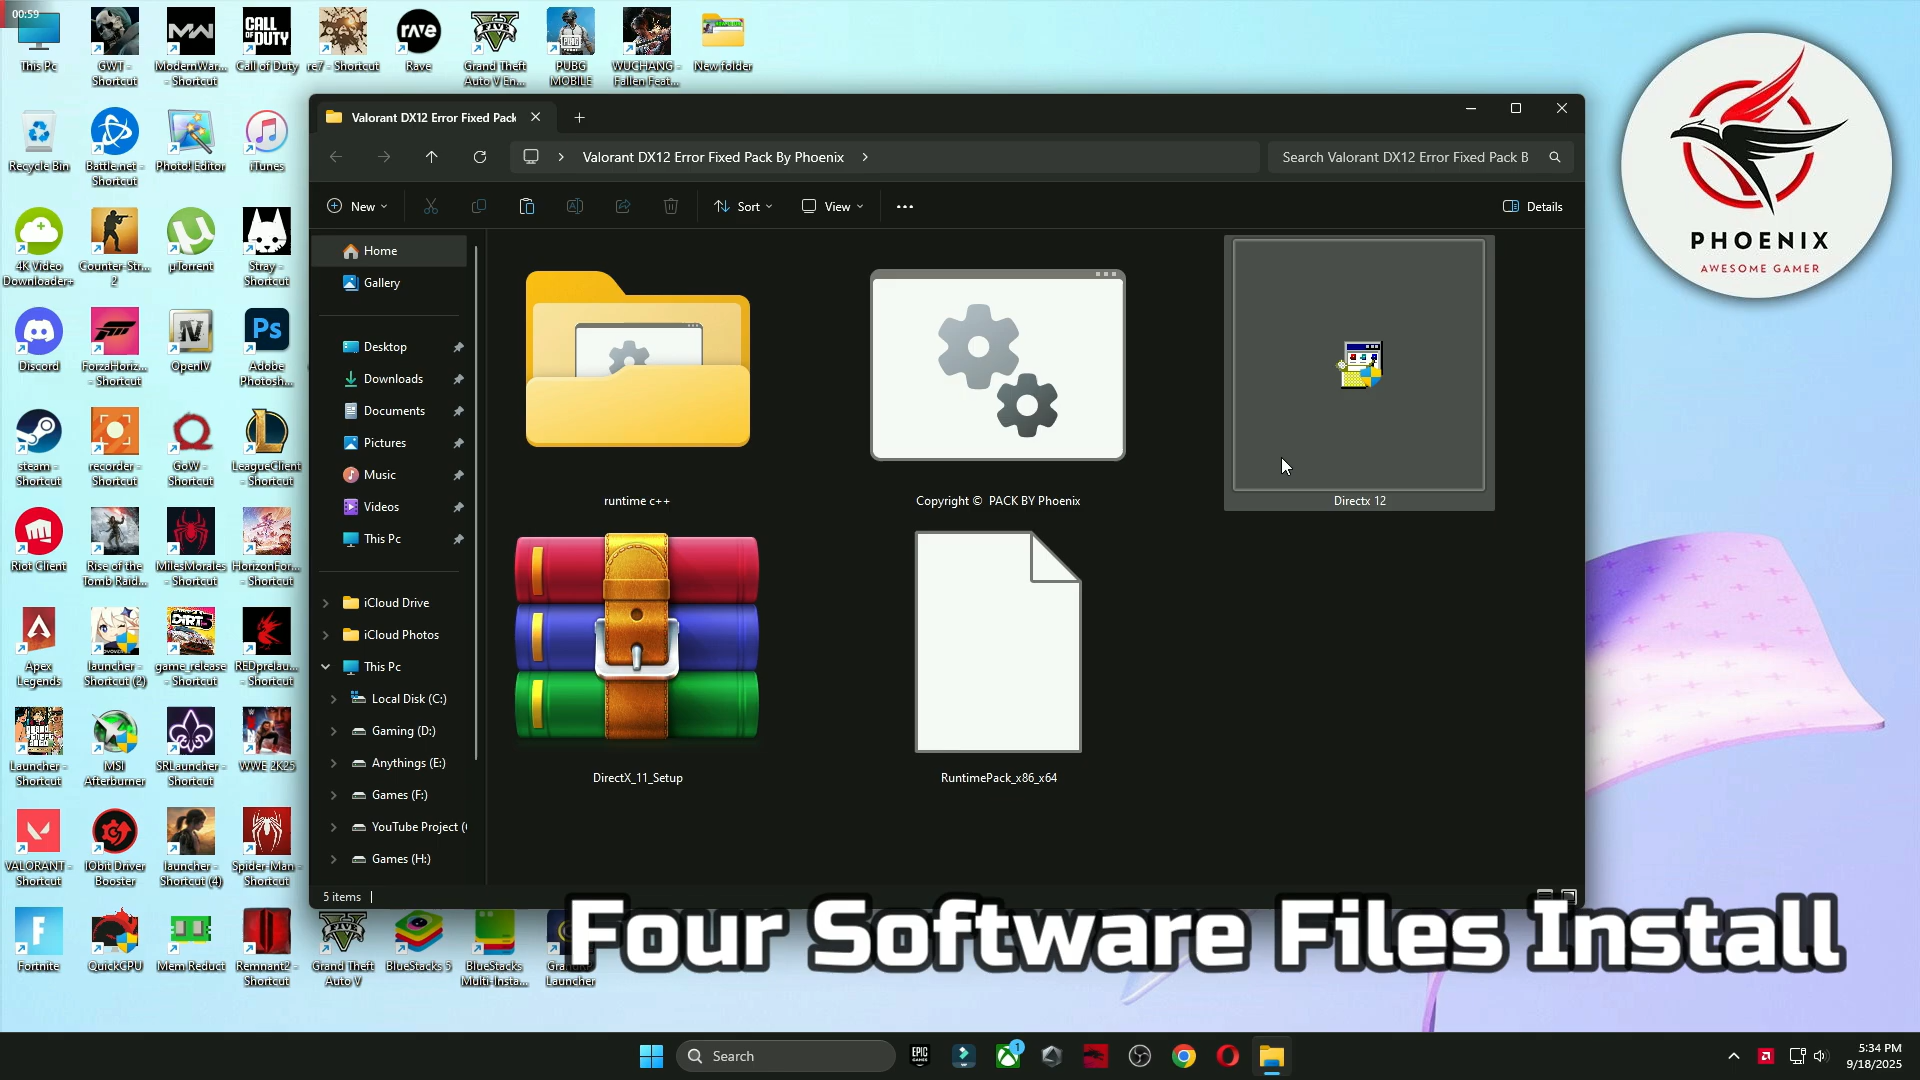 00:59
This Pc
GWT - Shortcut
ModernWar... - Shortcut
Call of Duty
re7 - Shortcut
Rave
Grand Theft Auto V En...
PUBG MOBILE
WUCHANG - Fallen Feat...
New folder
Recycle Bin
Battle.net - Shortcut
Photo! Editor
iTunes
4K Video Downloader+
Counter-Str... 2
µTorrent
Stray - Shortcut
Discord
ForzaHoriz... - Shortcut
OpenIV
Adobe Photosh...
steam - Shortcut
recorder - Shortcut
GoW - Shortcut
LeagueClient - Shortcut
Riot Client
Rise of the Tomb Raid...
MilesMorales - Shortcut
HorizonFor... - Shortcut
Apex Legends
launcher - Shortcut (2)
game_release - Shortcut
REDprelau... - Shortcut
Launcher - Shortcut
MSI Afterburner
SRLauncher - Shortcut
WWE 2K25
VALORANT - Shortcut
IObit Driver Booster
launcher - Shortcut (4)
Spider-Man - Shortcut
Fortnite
QuickCPU
Mem Reduct
Remnant2 - Shortcut
Grand Theft Auto V
BlueStacks 5
BlueStacks Multi-Insta...
Launcher
Valorant DX12 Error Fixed Pack
Valorant DX12 Error Fixed Pack By Phoenix
Search Valorant DX12 Error Fixed Pack B
New
Sort
View
Details
Home
Gallery
Desktop
Downloads
Documents
Pictures
Music
Videos
This Pc
iCloud Drive
iCloud Photos
This Pc
Local Disk (C:)
Gaming (D:)
Anythings (E:)
Games (F:)
YouTube Project (
Games (H:)
runtime c++
Copyright © PACK BY Phoenix
Directx 12
DirectX_11_Setup
RuntimePack_x86_x64
5 items
PHOENIX
AWESOME GAMER
Four Software Files Install
Search
EPIC GAMES
1
5:34 PM
9/18/2025